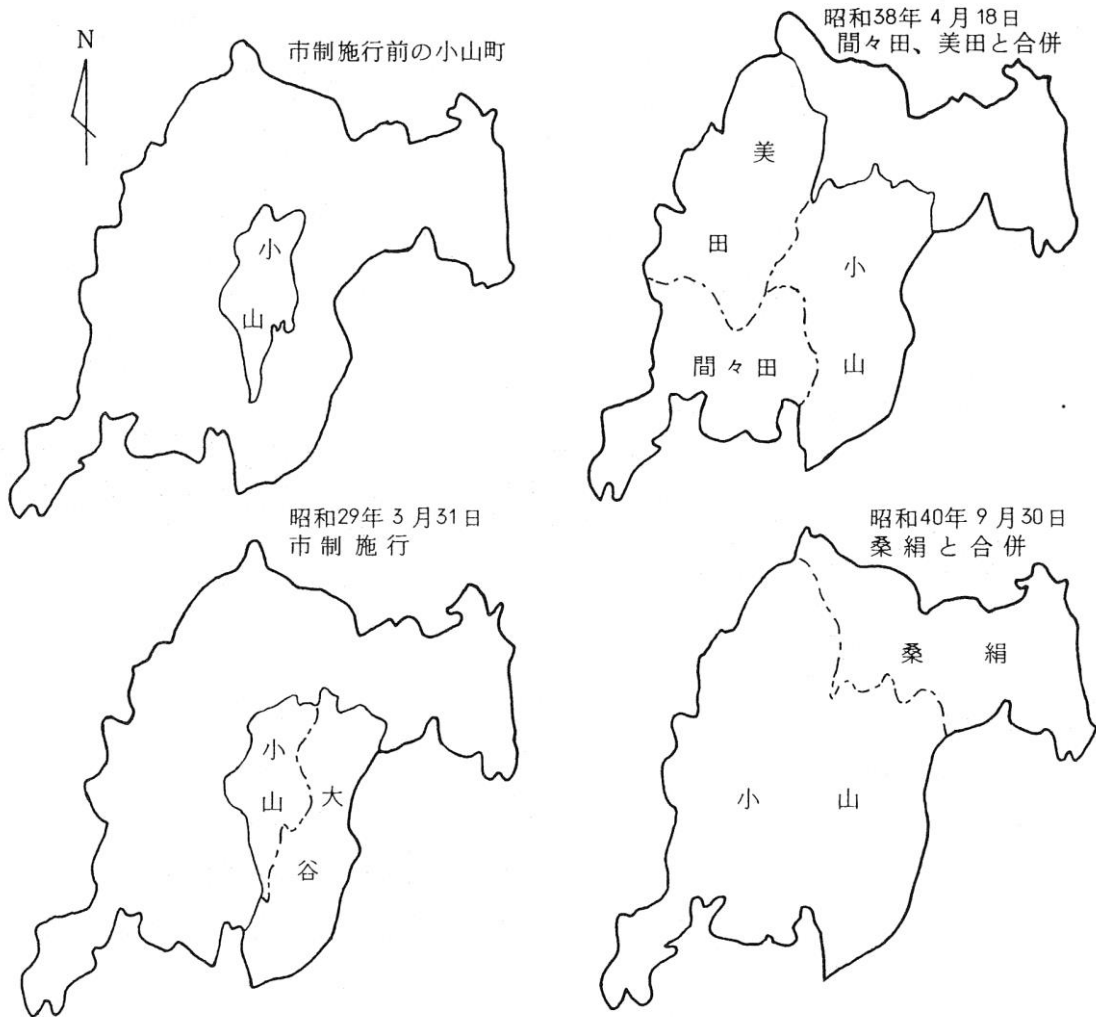 N
市制施行前の小山町
小
山
昭和38年4月18日
間々田、美田と合併
美
田
小
山
間々田
昭和29年3月31日
市制施行
小
山
大
谷
昭和40年9月30日
桑絹と合併
桑絹
小山